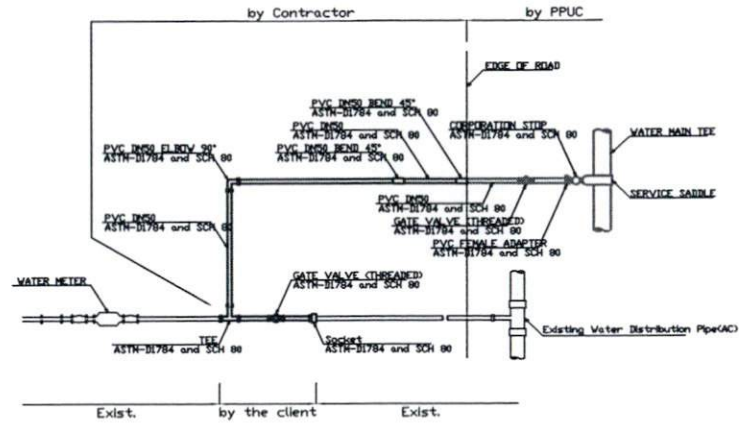 by Contractor
by PPUC
EDGE OF ROAD
PVC DN50 BEND 45°
ASTM-D1784 and SCH 80
PVC DN50
ASTM-D1784 and SCH 80
CORPORATION STOP
ASTM-D1784 and SCH 80
WATER MAIN TEE
PVC DN50 ELBOW 90°
ASTM-D1784 and SCH 80
PVC DN50 BEND 45°
ASTM-D1784 and SCH 80
PVC DN50
ASTM-D1784 and SCH 80
SERVICE SADDLE
PVC DN50
ASTM-D1784 and SCH 80
GATE VALVE (THREADED)
ASTM-D1784 and SCH 80
PVC FEMALE ADAPTER
ASTM-D1784 and SCH 80
WATER METER
GATE VALVE (THREADED)
ASTM-D1784 and SCH 80
TEE
ASTM-D1784 and SCH 80
Socket
ASTM-D1784 and SCH 80
Existing Water Distribution Pipe(AC)
Exist.
by the client
Exist.